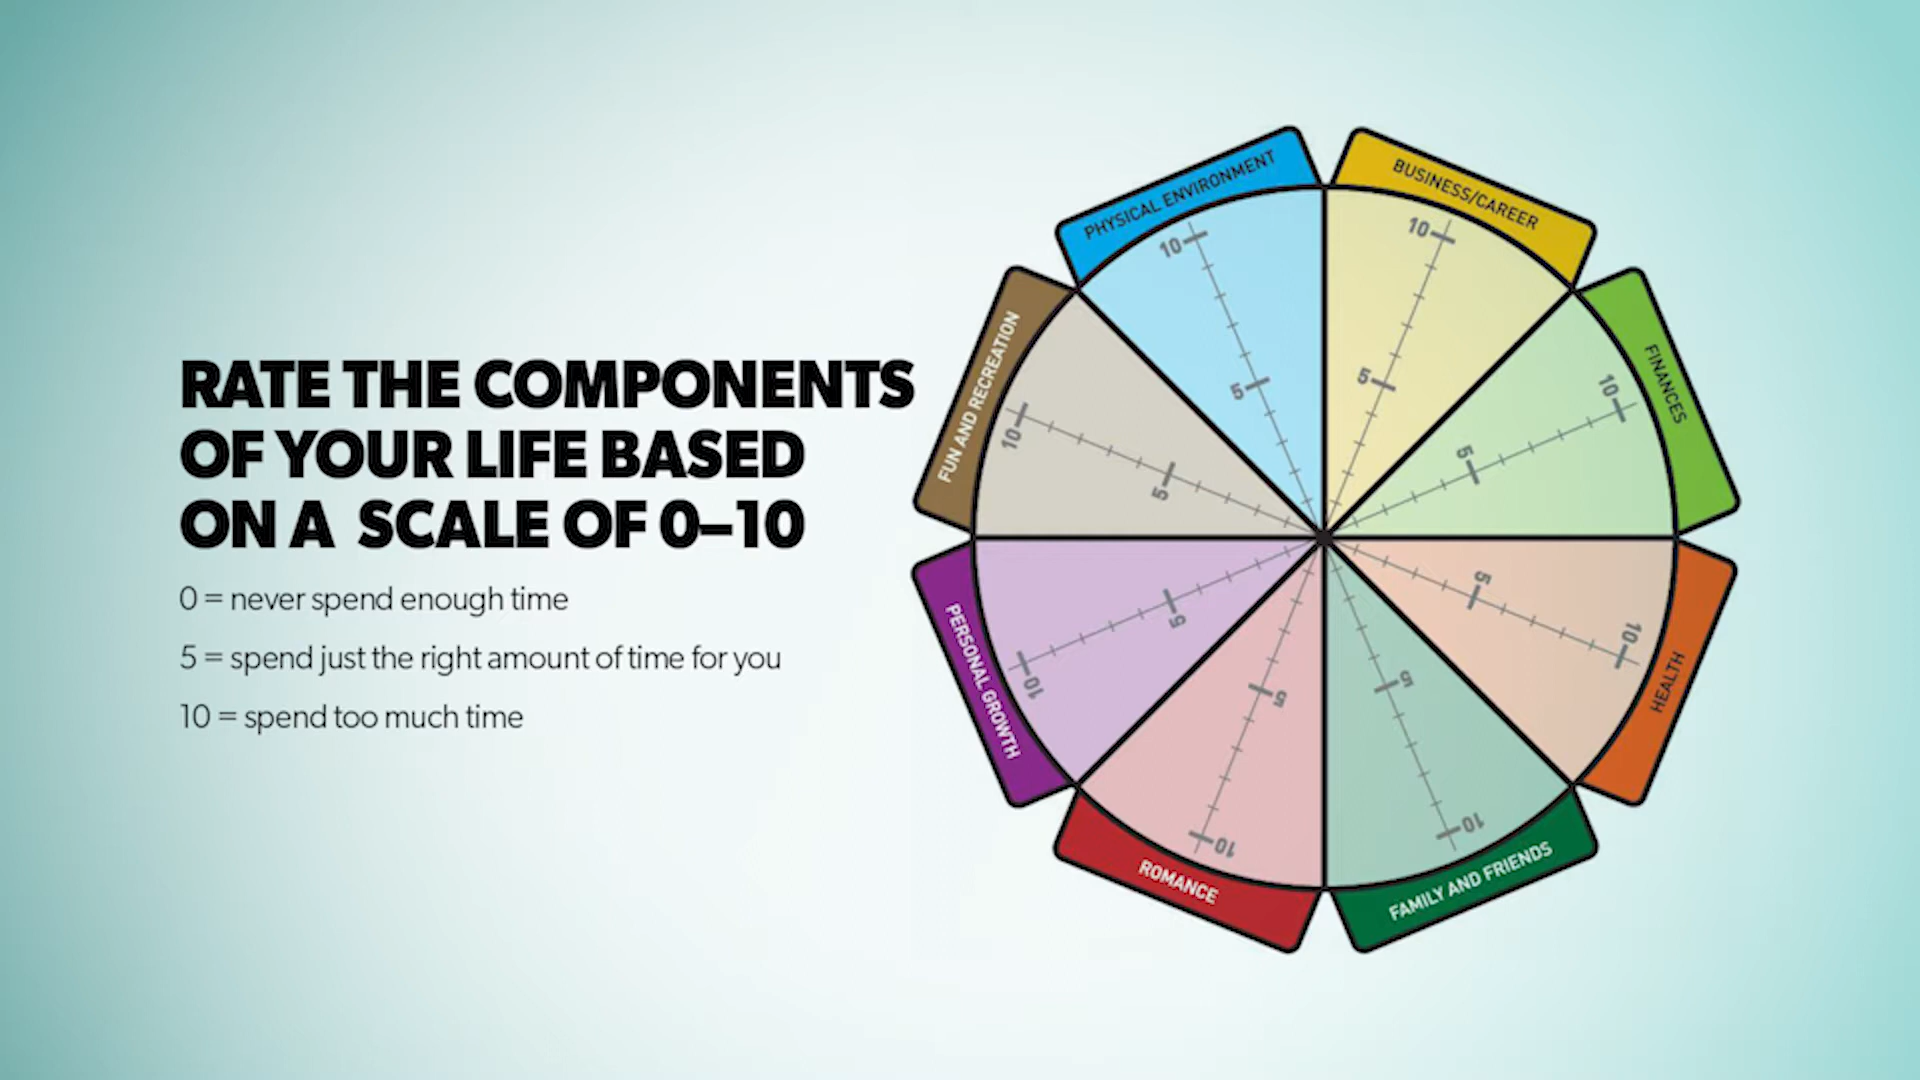 RATE THE COMPONENTS
OF YOUR LIFE BASED
ON A SCALE OF 0–10
0 = never spend enough time
5 = spend just the right amount of time for you
10 = spend too much time
PHYSICAL ENVIRONMENT
10
5
BUSINESS/CAREER
10
5
FINANCES
10
5
HEALTH
10
5
FAMILY AND FRIENDS
10
5
ROMANCE
10
5
PERSONAL GROWTH
10
5
FUN AND RECREATION
10
5